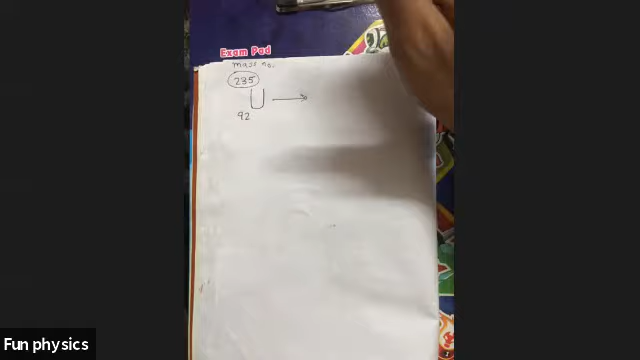 Exam Pad
mass no.
235
U →
92
Fun physics